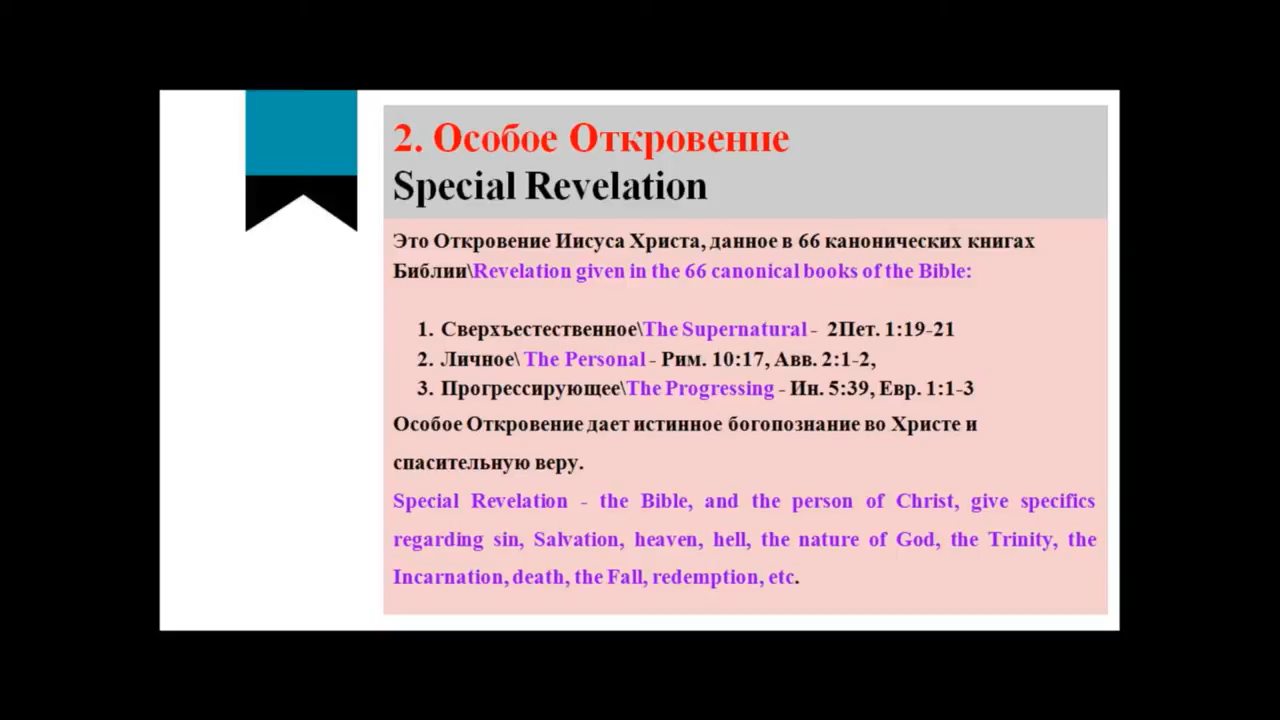 2. Особое Откровение
Special Revelation
Это Откровение Иисуса Христа, данное в 66 канонических книгах
Библии\Revelation given in the 66 canonical books of the Bible:
1. Сверхъестественное\The Supernatural - 2Пет. 1:19-21
2. Личное\ The Personal - Рим. 10:17, Авв. 2:1-2,
3. Прогрессирующее\The Progressing - Ин. 5:39, Евр. 1:1-3
Особое Откровение дает истинное богопознание во Христе и
спасительную веру.
Special Revelation - the Bible, and the person of Christ, give specifics
regarding sin, Salvation, heaven, hell, the nature of God, the Trinity, the
Incarnation, death, the Fall, redemption, etc.